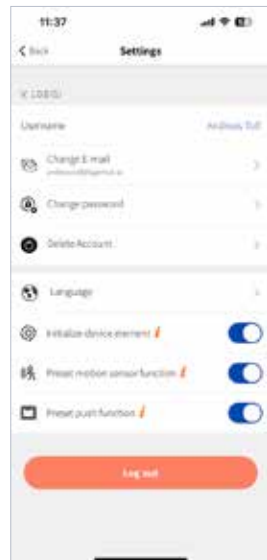 11:37
Back
Settings
Username
Change E-mail
Change password
Delete Account
Language
Initialize device element i
Preset motion sensor function i
Preset push function i
Log out